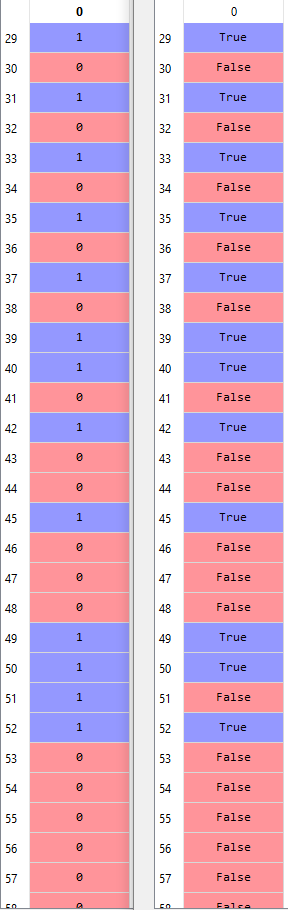 0 0
29 1 29 True
30 0 30 False
31 1 31 True
32 0 32 False
33 1 33 True
34 0 34 False
35 1 35 True
36 0 36 False
37 1 37 True
38 0 38 False
39 1 39 True
40 1 40 True
41 0 41 False
42 1 42 True
43 0 43 False
44 0 44 False
45 1 45 True
46 0 46 False
47 0 47 False
48 0 48 False
49 1 49 True
50 1 50 True
51 1 51 False
52 1 52 True
53 0 53 False
54 0 54 False
55 0 55 False
56 0 56 False
57 0 57 False
58 0 58 False